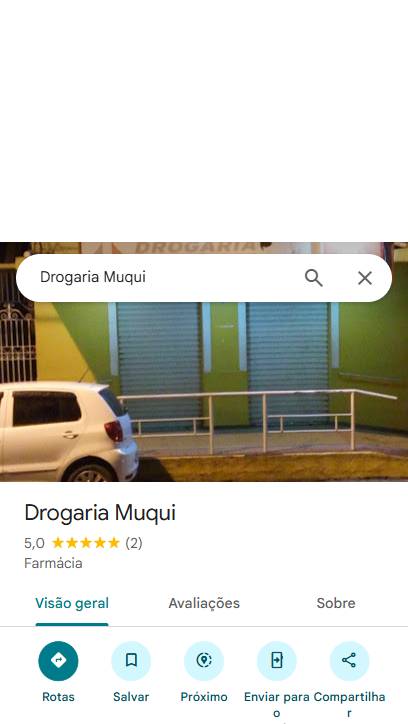 DROGARIA
Drogaria Muqui
Drogaria Muqui
5,0 (2)
Farmácia
Visão geral Avaliações Sobre
Rotas Salvar Próximo Enviar para o Compartilhar